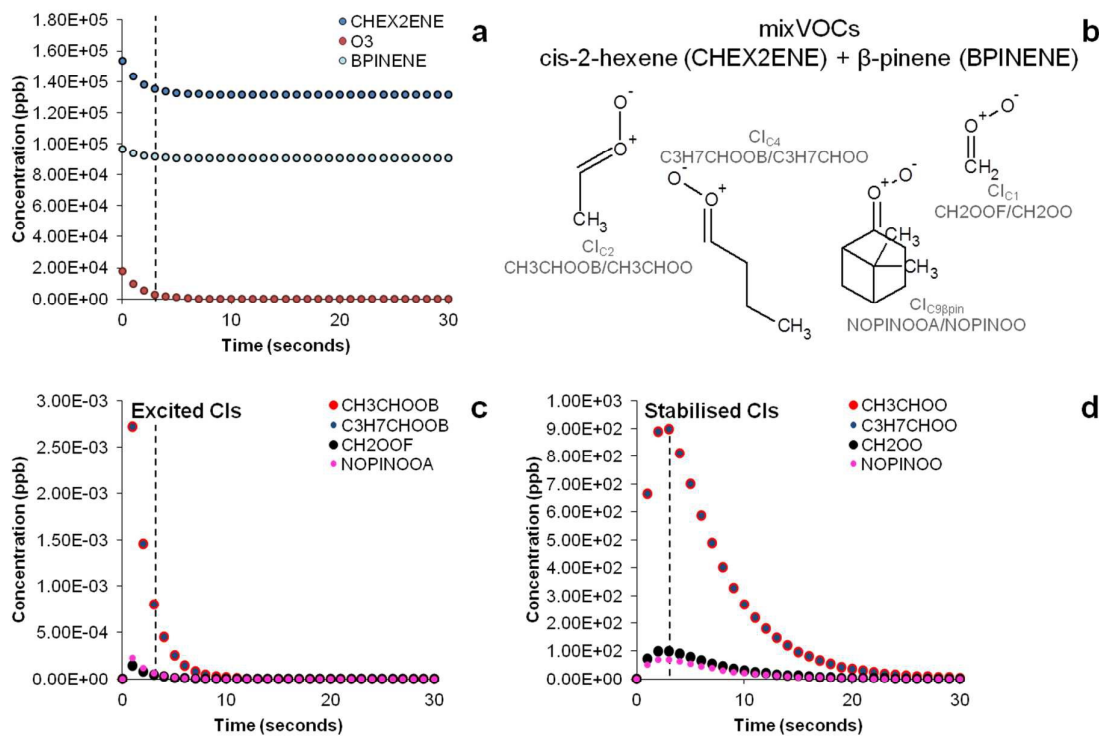 a
1.80E+05
1.60E+05
1.40E+05
1.20E+05
1.00E+05
8.00E+04
6.00E+04
4.00E+04
2.00E+04
0.00E+00
Concentration (ppb)
CHEX2ENE
O3
BPINENE
0 10 20 30
Time (seconds)
b
mixVOCs
cis-2-hexene (CHEX2ENE) + β-pinene (BPINENE)
O-
O+
CH3
CIC2
CH3CHOOB/CH3CHOO
CIC4
C3H7CHOOB/C3H7CHOO
O-
O+
CH3
O+ O-
CH3
CH3
CIC9βpin
NOPINOOA/NOPINOO
O-
O+
CH2
CIC1
CH2OOF/CH2OO
c
Excited CIs
3.00E-03
2.50E-03
2.00E-03
1.50E-03
1.00E-03
5.00E-04
0.00E+00
Concentration (ppb)
CH3CHOOB
C3H7CHOOB
CH2OOF
NOPINOOA
0 10 20 30
Time (seconds)
d
Stabilised CIs
1.00E+03
9.00E+02
8.00E+02
7.00E+02
6.00E+02
5.00E+02
4.00E+02
3.00E+02
2.00E+02
1.00E+02
0.00E+00
Concentration (ppb)
CH3CHOO
C3H7CHOO
CH2OO
NOPINOO
0 10 20 30
Time (seconds)